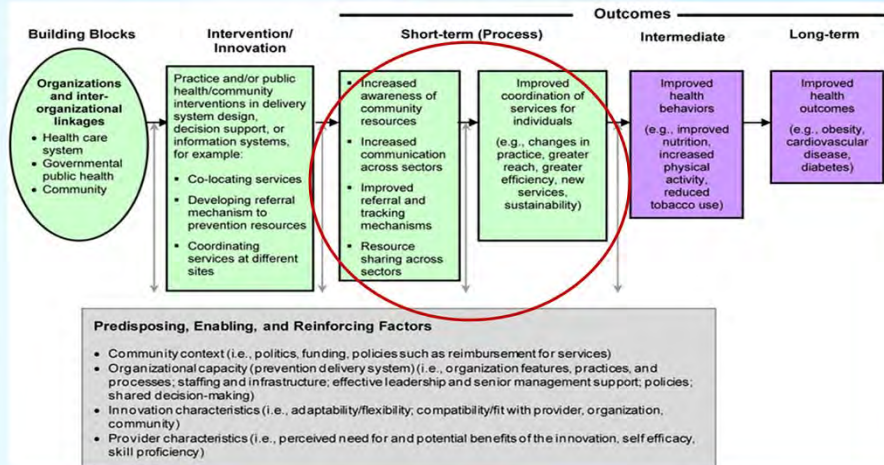 Outcomes
Building Blocks
Organizations
and inter-
organizational
linkages
• Health care
system
• Governmental
public health
• Community
Intervention/
Innovation
Practice and/or public
health/community
interventions in delivery
system design,
decision support, or
information systems,
for example:
• Co-locating services
• Developing referral
mechanism to
prevention resources
• Coordinating
services at different
sites
Short-term (Process)
• Increased
awareness of
community
resources
• Increased
communication
across sectors
• Improved
referral and
tracking
mechanisms
• Resource
sharing across
sectors
Improved
coordination of
services for
individuals
(e.g., changes in
practice, greater
reach, greater
efficiency, new
services,
sustainability)
Intermediate
Improved
health
behaviors
(e.g., improved
nutrition,
increased
physical
activity,
reduced
tobacco use)
Long-term
Improved
health
outcomes
(e.g., obesity,
cardiovascular
disease,
diabetes)
Predisposing, Enabling, and Reinforcing Factors
• Community context (i.e., politics, funding, policies such as reimbursement for services)
• Organizational capacity (prevention delivery system) (i.e., organization features, practices, and
processes; staffing and infrastructure; effective leadership and senior management support; policies;
shared decision-making)
• Innovation characteristics (i.e., adaptability/flexibility; compatibility/fit with provider, organization,
community)
• Provider characteristics (i.e., perceived need for and potential benefits of the innovation, self efficacy,
skill proficiency)